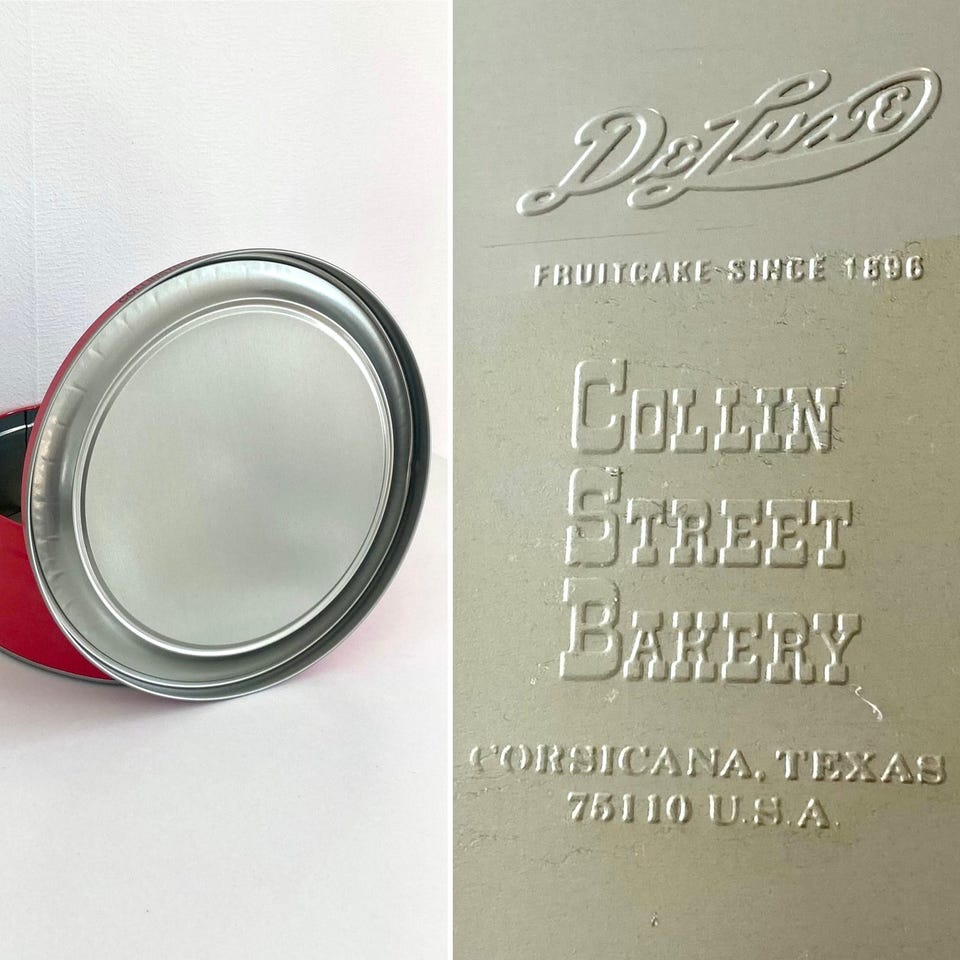 DeLuxe
FRUITCAKE SINCE 1896
COLLIN
STREET
BAKERY
CORSICANA, TEXAS
75110 U.S.A.